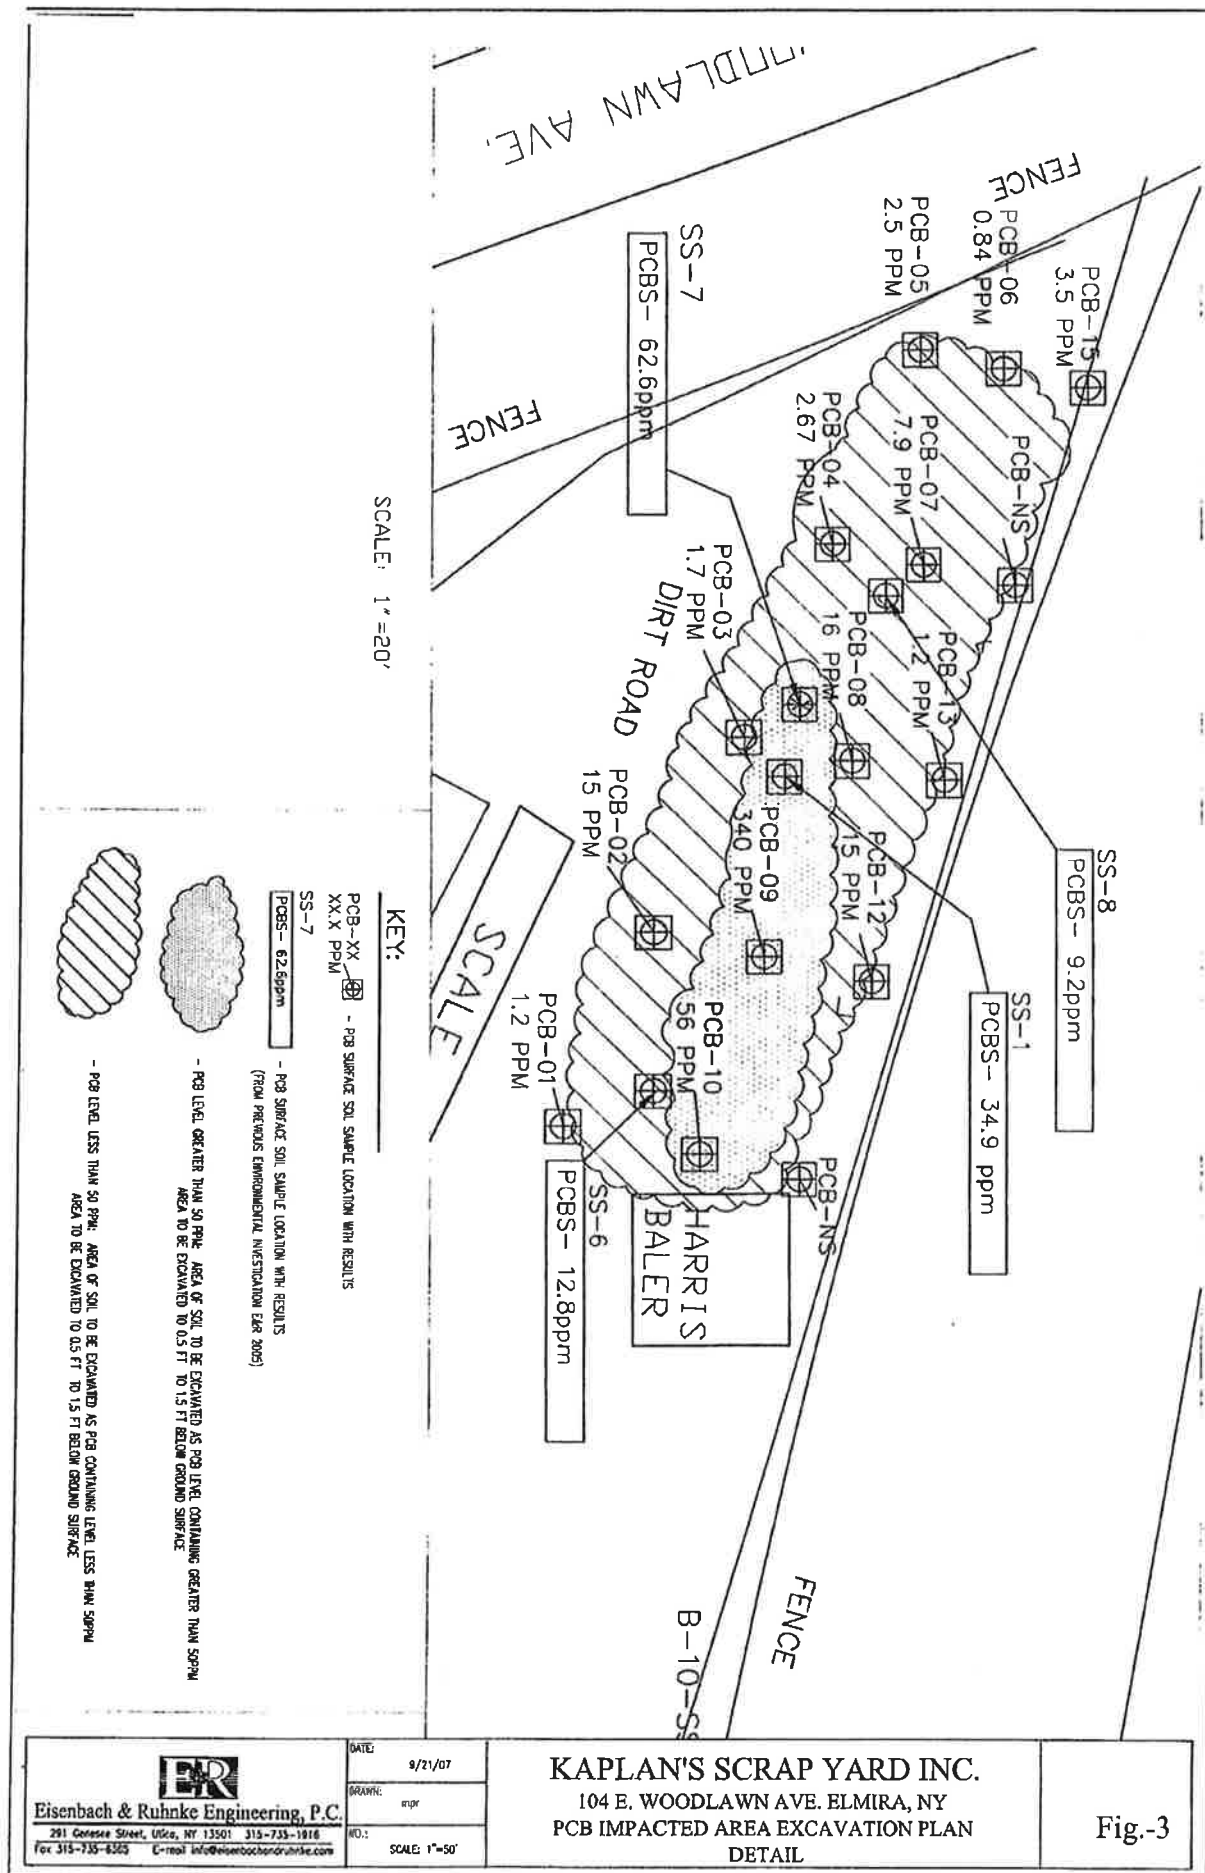 WOODLAWN AVE.
FENCE
PCB-15
3.5 PPM
PCB-06
0.84 PPM
PCB-05
2.5 PPM
SS-7
PCBS- 62.6ppm
FENCE
PCB-NS
PCB-07
7.9 PPM
PCB-04
2.67 PPM
PCB-03
1.7 PPM
DIRT ROAD
PCB-13
1.2 PPM
PCB-08
16 PPM
SS-8
PCBS- 9.2ppm
SS-1
PCBS- 34.9 ppm
PCB-12
15 PPM
PCB-09
340 PPM
PCB-02
15 PPM
SCALE
PCB-10
56 PPM
PCB-01
1.2 PPM
PCB-NS
SS-6
PCBS- 12.8ppm
HARRIS
BALER
FENCE
B-10-SS
SCALE: 1"=20'
KEY:
PCB-XX
XX.X PPM
- PCB SURFACE SOIL SAMPLE LOCATION WITH RESULTS
SS-7
PCBS- 62.6ppm
- PCB SURFACE SOIL SAMPLE LOCATION WITH RESULTS
(FROM PREVIOUS ENVIRONMENTAL INVESTIGATION E&R 2005)
- PCB LEVEL GREATER THAN 50 PPM: AREA OF SOIL TO BE EXCAVATED AS PCB LEVEL CONTAINING GREATER THAN 50PPM
AREA TO BE EXCAVATED TO 0.5 FT TO 1.5 FT BELOW GROUND SURFACE
- PCB LEVEL LESS THAN 50 PPM: AREA OF SOIL TO BE EXCAVATED AS PCB CONTAINING LEVEL LESS THAN 50PPM
AREA TO BE EXCAVATED TO 0.5 FT TO 1.5 FT BELOW GROUND SURFACE
E&R
Eisenbach & Ruhnke Engineering, P.C.
291 Genesee Street, Utica, NY 13501 315-735-1916
Fax 315-735-6365 E-mail info@eisenbachandruhnke.com
DATE:
9/21/07
DRAWN:
mpr
NO.:
SCALE: 1"=50'
KAPLAN'S SCRAP YARD INC.
104 E. WOODLAWN AVE. ELMIRA, NY
PCB IMPACTED AREA EXCAVATION PLAN
DETAIL
Fig.-3